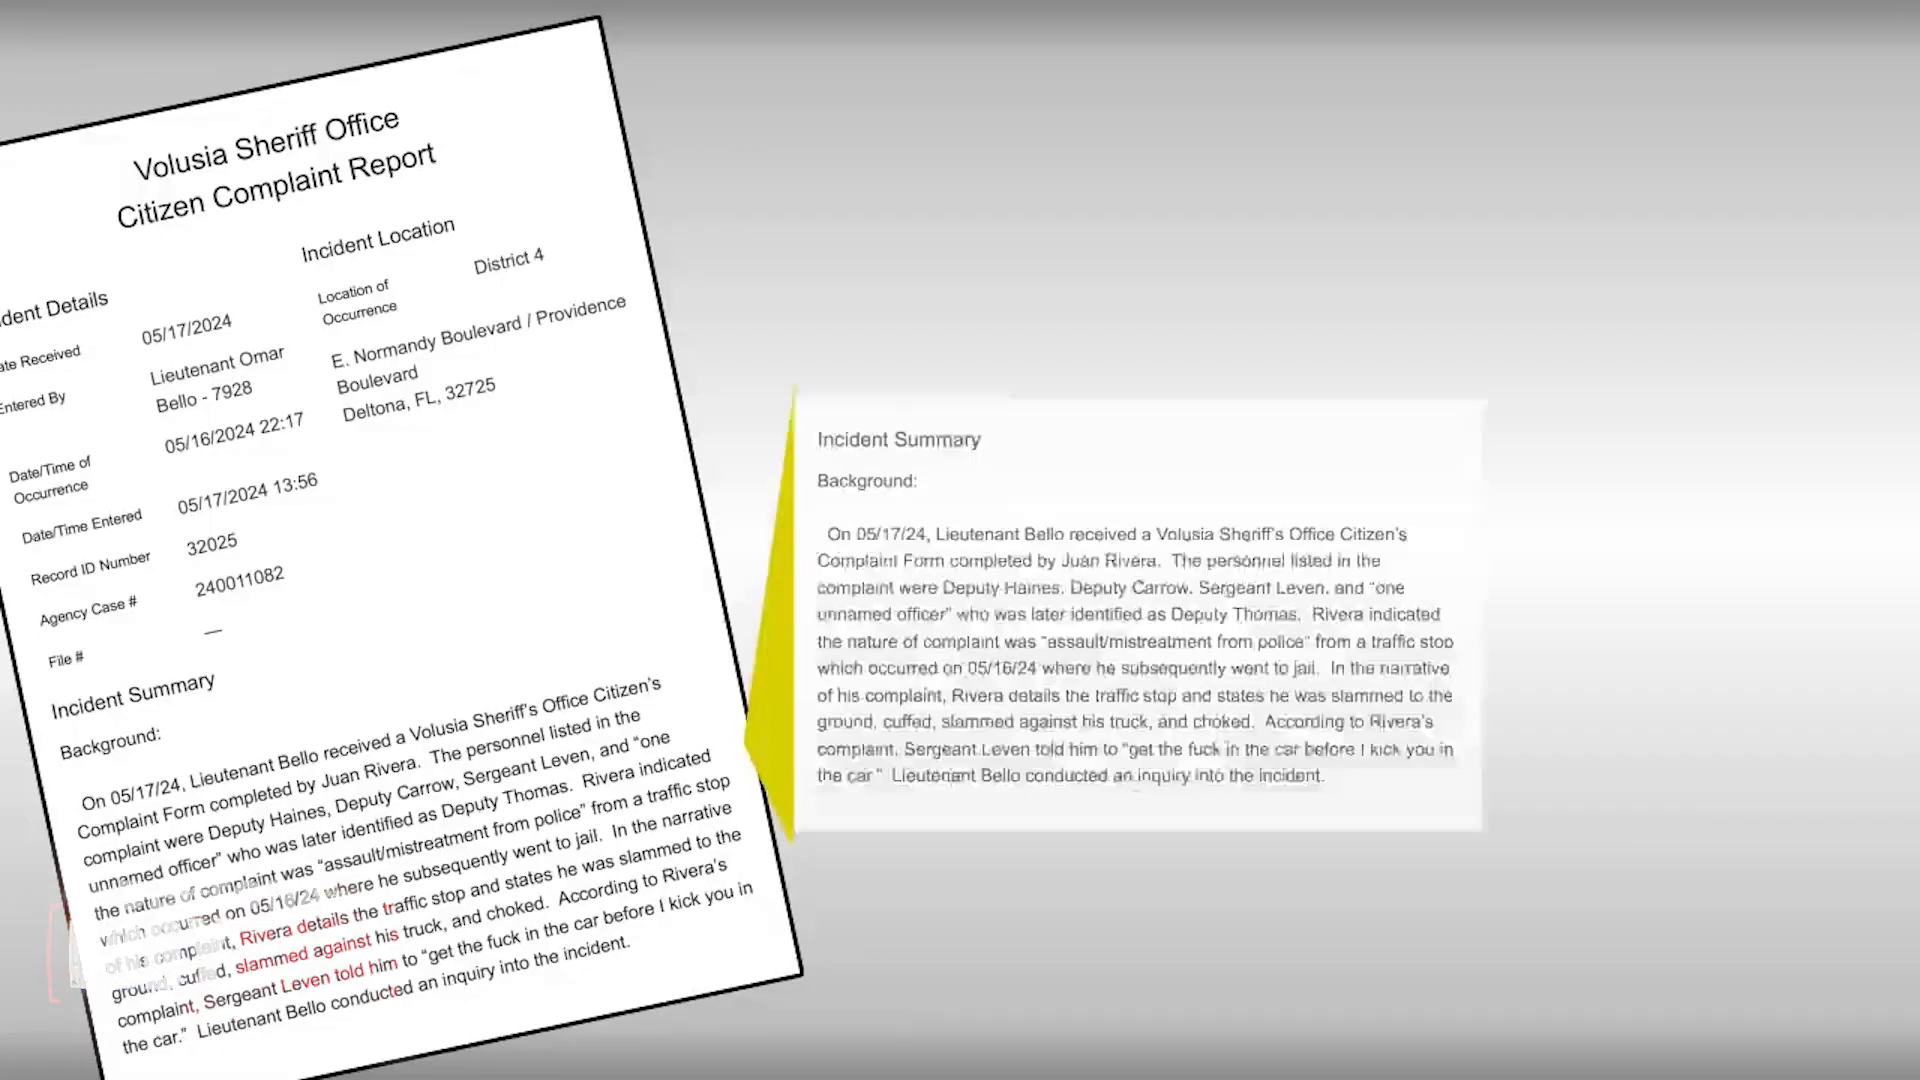 Volusia Sheriff Office
Citizen Complaint Report
Incident Location
Location of
Occurrence
District 4
E. Normandy Boulevard / Providence
Boulevard
Deltona, FL, 32725
dent Details
ate Received
05/17/2024
Entered By
Lieutenant Omar
Bello - 7928
Date/Time of
Occurrence
05/16/2024 22:17
Date/Time Entered
05/17/2024 13:56
Record ID Number
32025
Agency Case #
240011082
File #
—
Incident Summary
Background:
On 05/17/24, Lieutenant Bello received a Volusia Sheriff's Office Citizen's
Complaint Form completed by Juan Rivera. The personnel listed in the
complaint were Deputy Haines, Deputy Carrow, Sergeant Leven, and “one
unnamed officer” who was later identified as Deputy Thomas. Rivera indicated
the nature of complaint was “assault/mistreatment from police” from a traffic stop
which occurred on 05/16/24 where he subsequently went to jail. In the narrative
of his complaint, Rivera details the traffic stop and states he was slammed to the
ground, cuffed, slammed against his truck, and choked. According to Rivera's
complaint, Sergeant Leven told him to “get the fuck in the car before I kick you in
the car.” Lieutenant Bello conducted an inquiry into the incident.
Incident Summary
Background:
On 05/17/24, Lieutenant Bello received a Volusia Sheriff's Office Citizen's
Complaint Form completed by Juan Rivera. The personnel listed in the
complaint were Deputy Haines, Deputy Carrow, Sergeant Leven, and “one
unnamed officer” who was later identified as Deputy Thomas. Rivera indicated
the nature of complaint was “assault/mistreatment from police” from a traffic stop
which occurred on 05/16/24 where he subsequently went to jail. In the narrative
of his complaint, Rivera details the traffic stop and states he was slammed to the
ground, cuffed, slammed against his truck, and choked. According to Rivera's
complaint, Sergeant Leven told him to “get the fuck in the car before I kick you in
the car.” Lieutenant Bello conducted an inquiry into the incident.